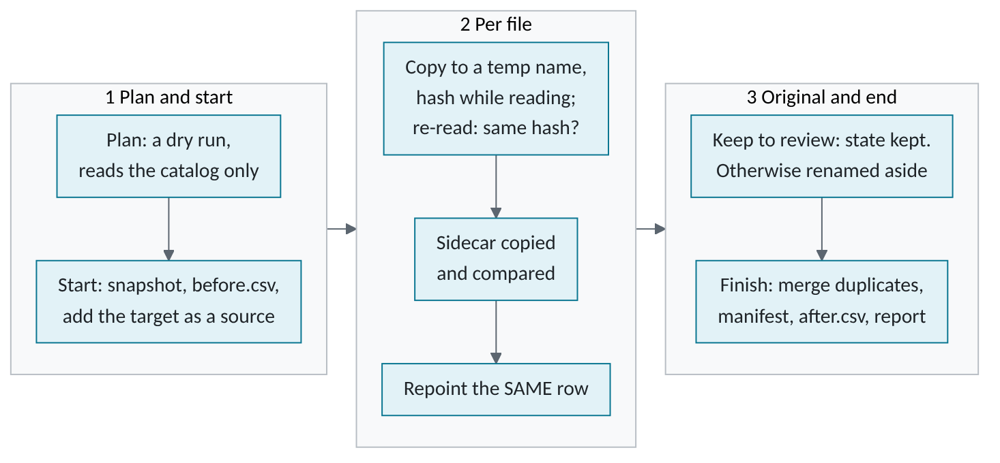 1 Plan and start
Plan: a dry run,
reads the catalog only
Start: snapshot, before.csv,
add the target as a source
2 Per file
Copy to a temp name,
hash while reading;
re-read: same hash?
Sidecar copied
and compared
Repoint the SAME row
3 Original and end
Keep to review: state kept.
Otherwise renamed aside
Finish: merge duplicates,
manifest, after.csv, report